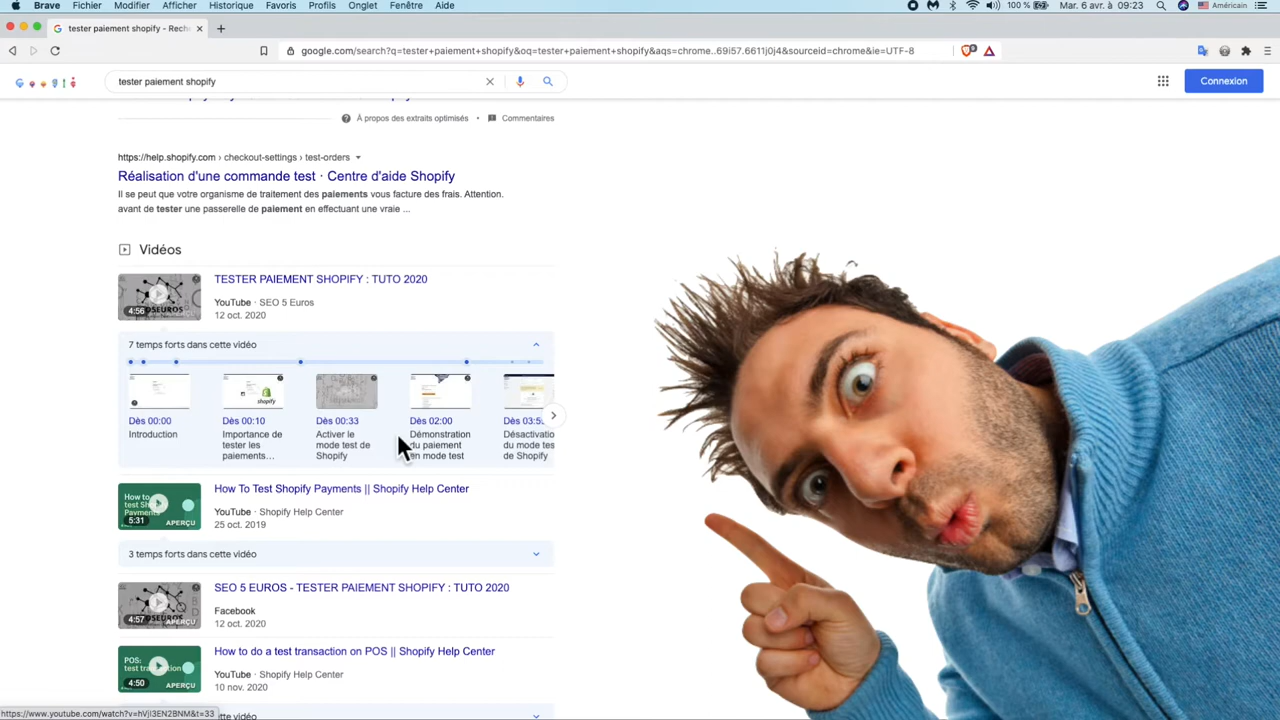 Brave Fichier Modifier Afficher Historique Favoris Profils Onglet Fenêtre Aide
100 % Mar. 6 avr. à 09:23 Américain
tester paiement shopify - Rech
google.com/search?q=tester+paiement+shopify&oq=tester+paiement+shopify&aqs=chrome..69i57.6611j0j4&sourceid=chrome&ie=UTF-8
tester paiement shopify
Connexion
À propos des extraits optimisés • Commentaires
https://help.shopify.com › checkout-settings › test-orders
Réalisation d'une commande test · Centre d'aide Shopify
Il se peut que votre organisme de traitement des paiements vous facture des frais. Attention.
avant de tester une passerelle de paiement en effectuant une vraie ...
Vidéos
TESTER PAIEMENT SHOPIFY : TUTO 2020
YouTube · SEO 5 Euros
12 oct. 2020
4:56
7 temps forts dans cette vidéo
shopify
Dès 00:00 Dès 00:10 Dès 00:33 Dès 02:00 Dès 03:5
Introduction Importance de Activer le Démonstration Désactivatio
tester les mode test de du paiement du mode tes
paiements… Shopify en mode test de Shopify
How To Test Shopify Payments || Shopify Help Center
YouTube · Shopify Help Center
25 oct. 2019
How to
test Sh
Paym
5:31 APERÇU
3 temps forts dans cette vidéo
SEO 5 EUROS - TESTER PAIEMENT SHOPIFY : TUTO 2020
Facebook
12 oct. 2020
4:57 APERÇU
How to do a test transaction on POS || Shopify Help Center
YouTube · Shopify Help Center
10 nov. 2020
POS:
test tra
4:50 APERÇU
tte vidéo
https://www.youtube.com/watch?v=hVjI3EN2BNM&t=33